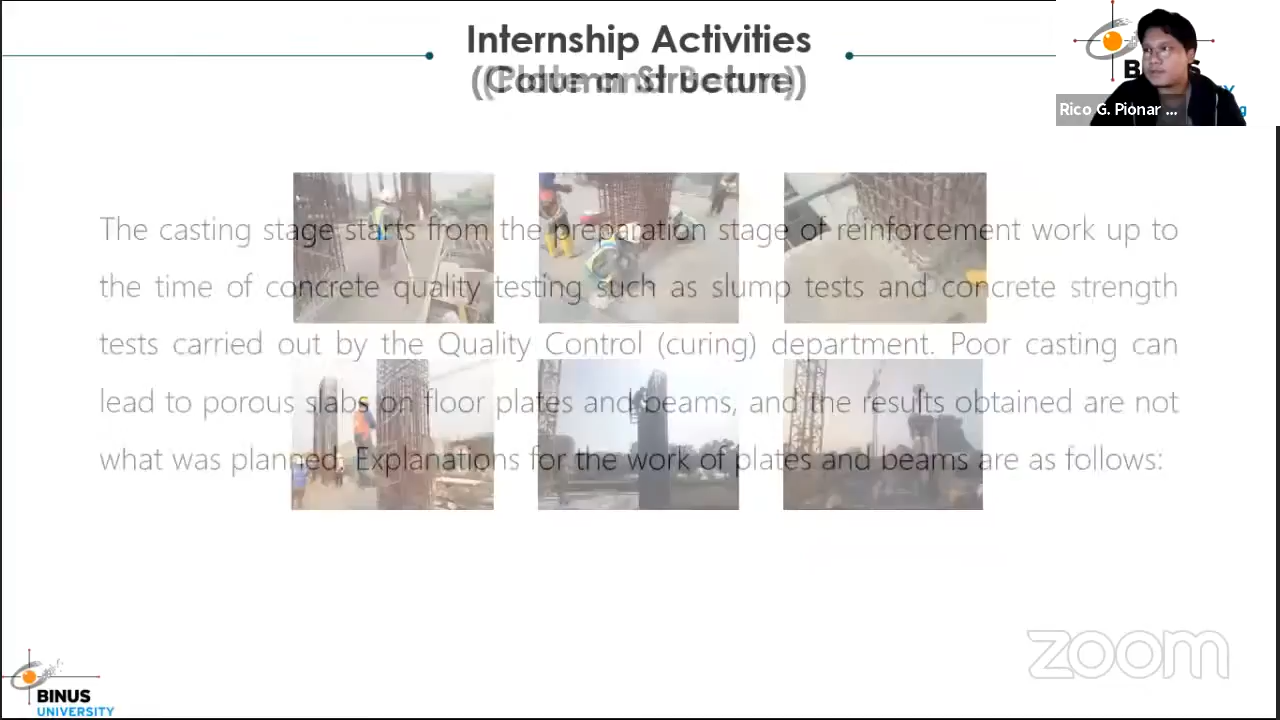 Internship Activities
The casting stage starts from the preparation stage of reinforcement work up to
the time of concrete quality testing such as slump tests and concrete strength
tests carried out by the Quality Control (curing) department. Poor casting can
lead to porous slabs on floor plates and beams, and the results obtained are not
what was planned. Explanations for the work of plates and beams are as follows:
Rico G. Pionar ...
zoom
BINUS
UNIVERSITY